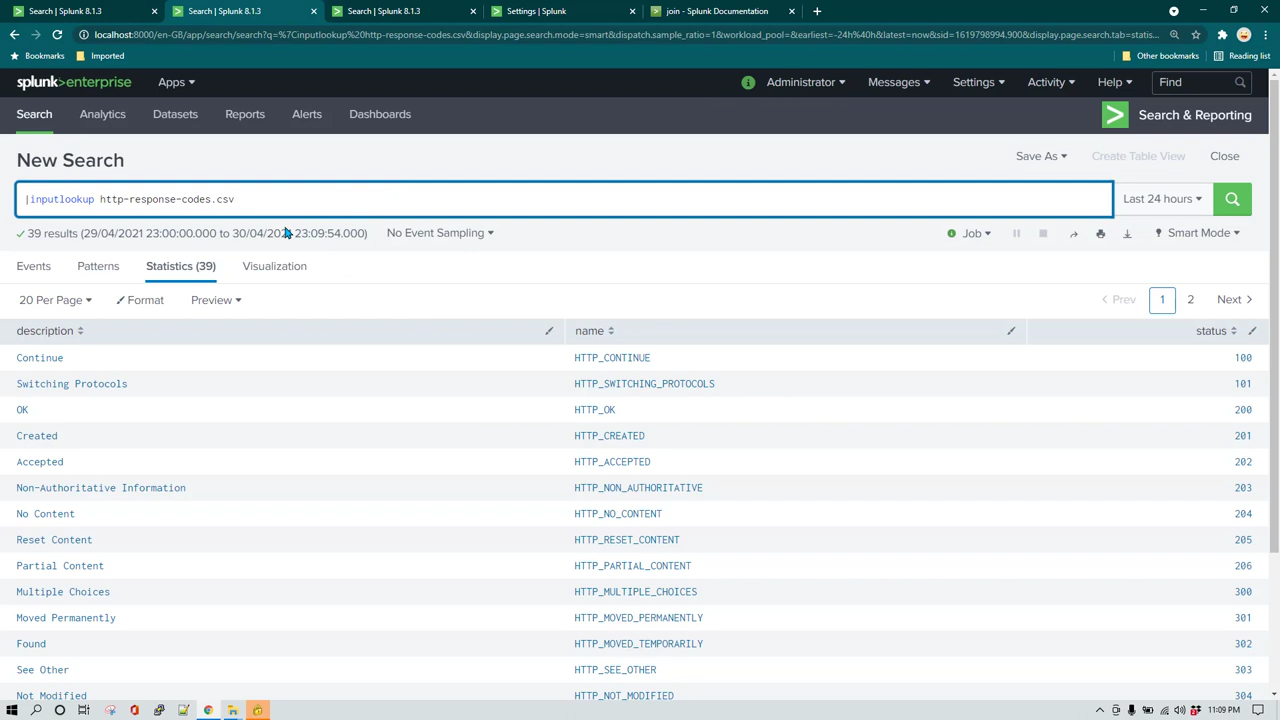 Search | Splunk 8.1.3
Search | Splunk 8.1.3
Search | Splunk 8.1.3
Settings | Splunk
join - Splunk Documentation
localhost:8000/en-GB/app/search/search?q=%7Cinputlookup%20http-response-codes.csv&display.page.search.mode=smart&dispatch.sample_ratio=1&workload_pool=&earliest=-24h%40h&latest=now&sid=1619798994.900&display.page.search.tab=statis...
Bookmarks
Imported
Other bookmarks
Reading list
splunk>enterprise
Apps
Administrator
Messages
Settings
Activity
Help
Find
Search
Analytics
Datasets
Reports
Alerts
Dashboards
Search & Reporting
New Search
Save As
Create Table View
Close
|inputlookup http-response-codes.csv
Last 24 hours
39 results (29/04/2021 23:00:00.000 to 30/04/2021 23:09:54.000)
No Event Sampling
Job
Smart Mode
Events
Patterns
Statistics (39)
Visualization
20 Per Page
Format
Preview
Prev
1
2
Next
description
name
status
Continue HTTP_CONTINUE 100
Switching Protocols HTTP_SWITCHING_PROTOCOLS 101
OK HTTP_OK 200
Created HTTP_CREATED 201
Accepted HTTP_ACCEPTED 202
Non-Authoritative Information HTTP_NON_AUTHORITATIVE 203
No Content HTTP_NO_CONTENT 204
Reset Content HTTP_RESET_CONTENT 205
Partial Content HTTP_PARTIAL_CONTENT 206
Multiple Choices HTTP_MULTIPLE_CHOICES 300
Moved Permanently HTTP_MOVED_PERMANENTLY 301
Found HTTP_MOVED_TEMPORARILY 302
See Other HTTP_SEE_OTHER 303
Not Modified HTTP_NOT_MODIFIED 304
11:09 PM